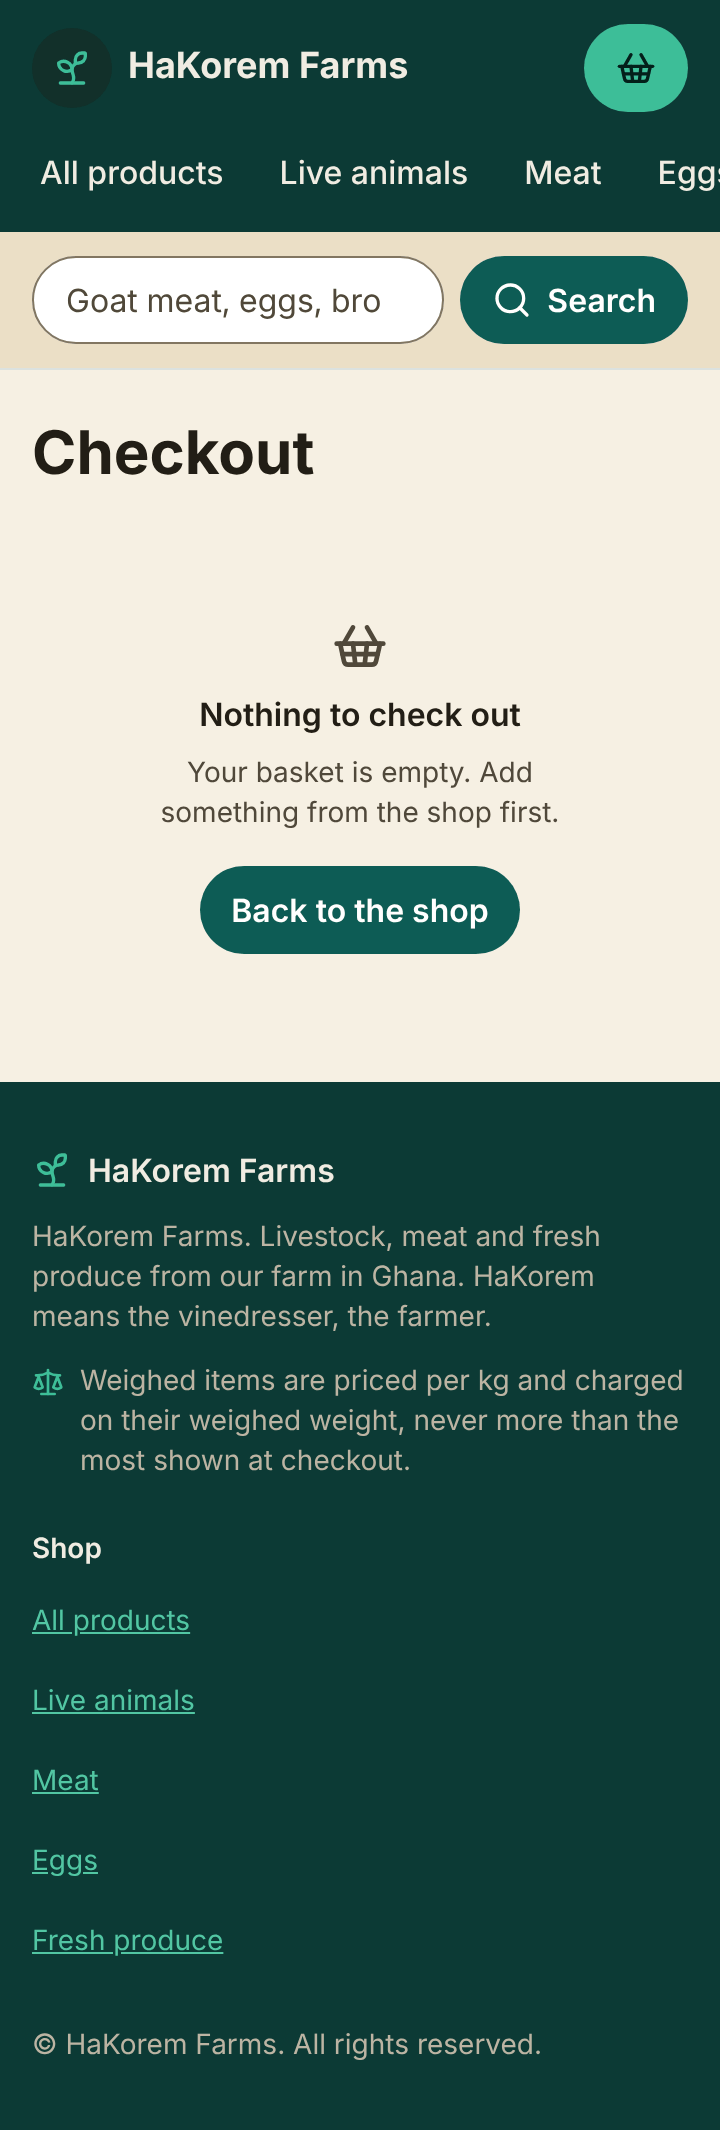 HaKorem Farms
All products Live animals Meat Eggs
Goat meat, eggs, bro Search
Checkout
Nothing to check out
Your basket is empty. Add
something from the shop first.
Back to the shop
HaKorem Farms
HaKorem Farms. Livestock, meat and fresh
produce from our farm in Ghana. HaKorem
means the vinedresser, the farmer.
Weighed items are priced per kg and charged
on their weighed weight, never more than the
most shown at checkout.
Shop
All products
Live animals
Meat
Eggs
Fresh produce
© HaKorem Farms. All rights reserved.